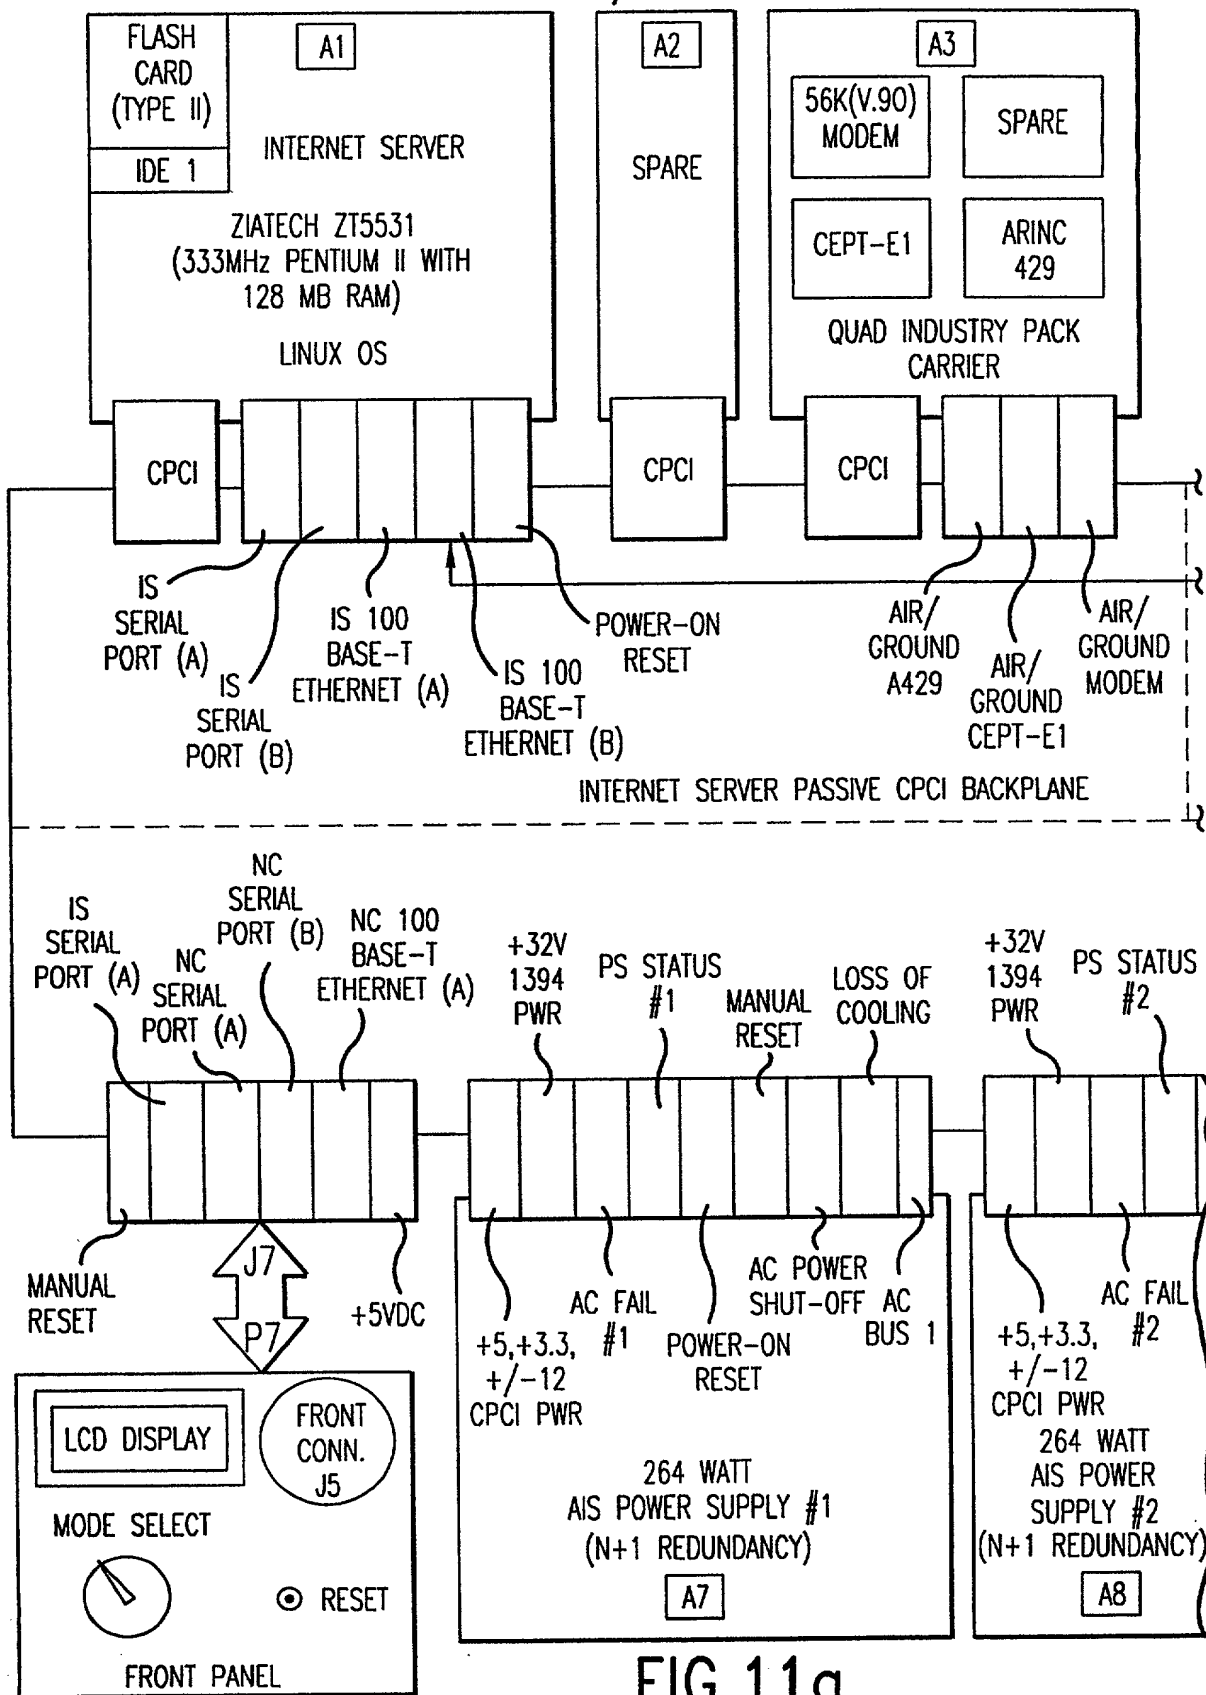 FLASH
CARD
(TYPE II)
IDE 1
A1
INTERNET SERVER
ZIATECH ZT5531
(333MHz PENTIUM II WITH
128 MB RAM)
LINUX OS
A2
SPARE
A3
56K(V.90)
MODEM
SPARE
CEPT-E1
ARINC
429
QUAD INDUSTRY PACK
CARRIER
CPCI
CPCI
CPCI
IS
SERIAL
PORT (A)
IS
SERIAL
PORT (B)
IS 100
BASE-T
ETHERNET (A)
IS 100
BASE-T
ETHERNET (B)
POWER-ON
RESET
AIR/
GROUND
A429
AIR/
GROUND
CEPT-E1
AIR/
GROUND
MODEM
INTERNET SERVER PASSIVE CPCI BACKPLANE
IS
SERIAL
PORT (A)
NC
SERIAL
PORT (A)
NC
SERIAL
PORT (B)
NC 100
BASE-T
ETHERNET (A)
+32V
1394
PWR
PS STATUS
#1
MANUAL
RESET
LOSS OF
COOLING
+32V
1394
PWR
PS STATUS
#2
MANUAL
RESET
J7
P7
+5VDC
+5,+3.3,
+/-12
CPCI PWR
AC FAIL
#1
POWER-ON
RESET
AC POWER
SHUT-OFF
AC
BUS 1
+5,+3.3,
+/-12
CPCI PWR
AC FAIL
#2
LCD DISPLAY
FRONT
CONN.
J5
MODE SELECT
RESET
FRONT PANEL
264 WATT
AIS POWER SUPPLY #1
(N+1 REDUNDANCY)
A7
264 WATT
AIS POWER
SUPPLY #2
(N+1 REDUNDANCY)
A8
FIG. 11a